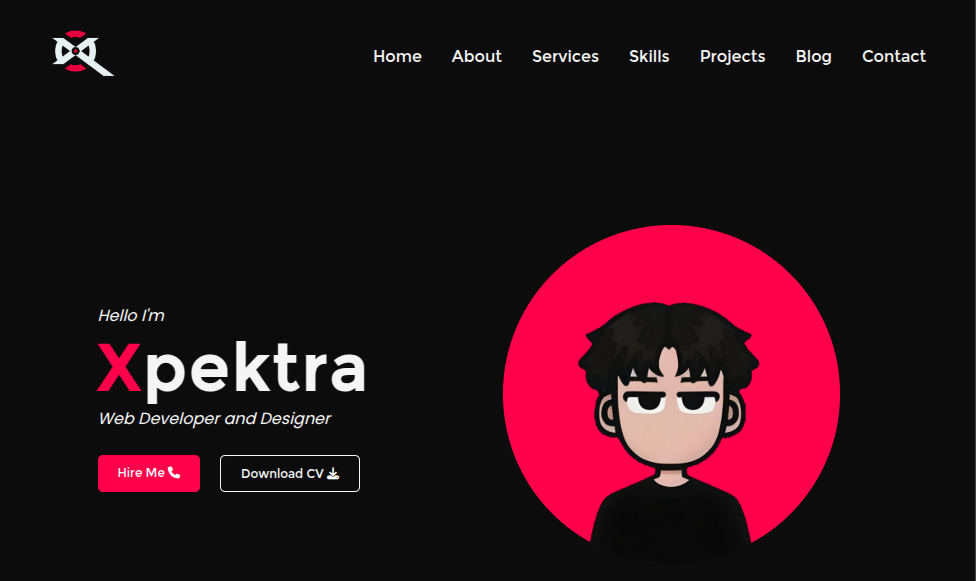 Home About Services Skills Projects Blog Contact
Hello I'm
Xpektra
Web Developer and Designer
Hire Me Download CV